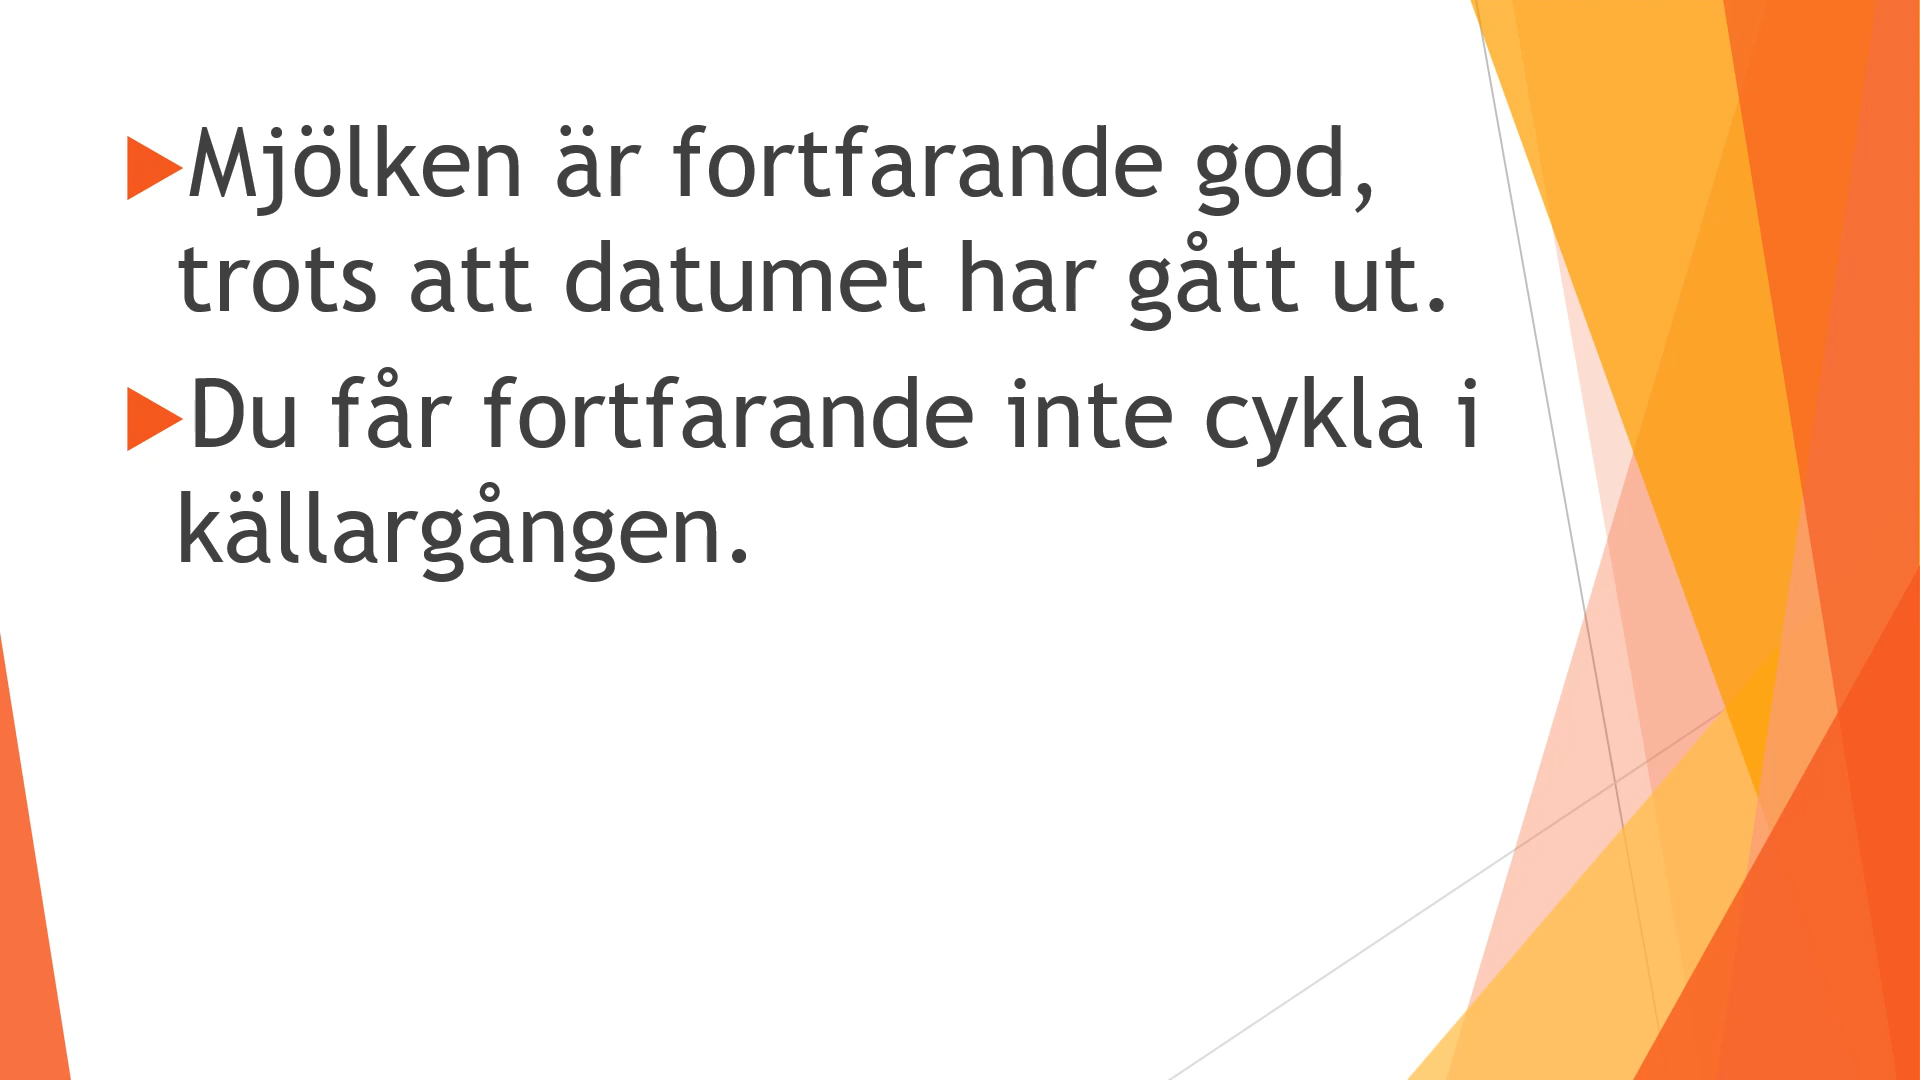 Mjölken är fortfarande god,
trots att datumet har gått ut.
Du får fortfarande inte cykla i
källargången.